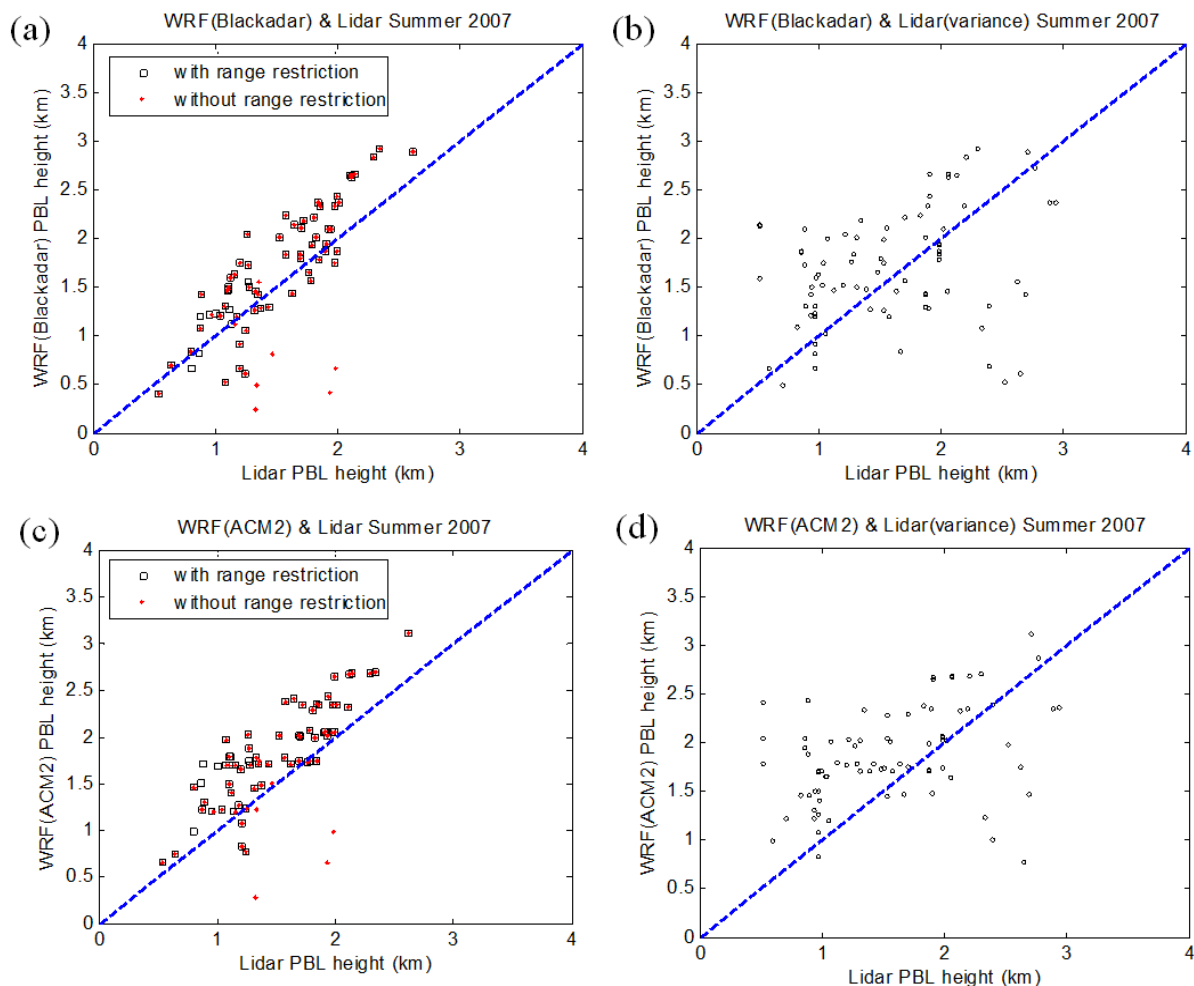 (a)
WRF(Blackadar) & Lidar Summer 2007
with range restriction
without range restriction
WRF(Blackadar) PBL height (km)
4
3.5
3
2.5
2
1.5
1
0.5
0
0 1 2 3 4
Lidar PBL height (km)
(b)
WRF(Blackadar) & Lidar(variance) Summer 2007
WRF(Blackadar) PBL height (km)
4
3.5
3
2.5
2
1.5
1
0.5
0
0 1 2 3 4
Lidar PBL height (km)
(c)
WRF(ACM2) & Lidar Summer 2007
with range restriction
without range restriction
WRF(ACM2) PBL height (km)
4
3.5
3
2.5
2
1.5
1
0.5
0
0 1 2 3 4
Lidar PBL height (km)
(d)
WRF(ACM2) & Lidar(variance) Summer 2007
WRF(ACM2) PBL height (km)
4
3.5
3
2.5
2
1.5
1
0.5
0
0 1 2 3 4
Lidar PBL height (km)